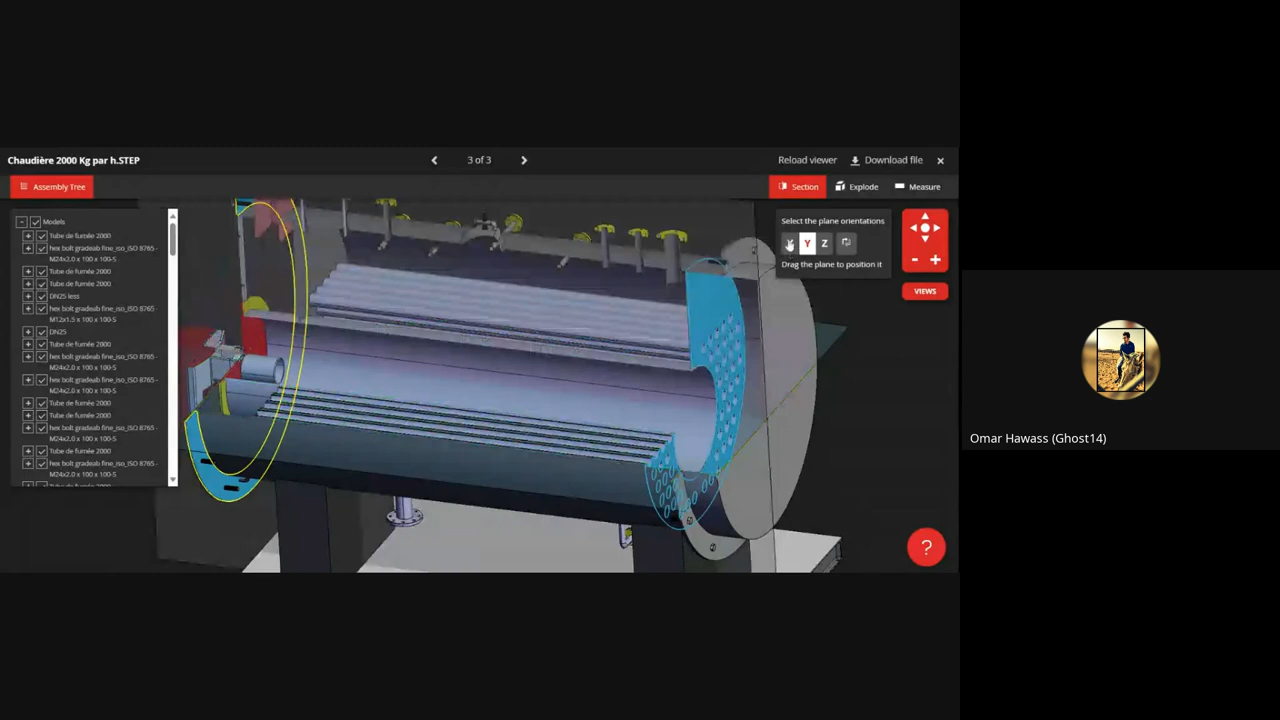 Chaudière 2000 Kg par h.STEP
3 of 3
Reload viewer
Download file
Assembly Tree
Section
Explode
Measure
Models
Tube de fumée 2000
hex bolt gradeab fine_iso_ISO 8765 -
M24x2.0 x 100 x 100-S
Tube de fumée 2000
Tube de fumée 2000
DN25 less
hex bolt gradeab fine_iso_ISO 8765 -
M12x1.5 x 100 x 100-S
DN25
Tube de fumée 2000
hex bolt gradeab fine_iso_ISO 8765 -
M24x2.0 x 100 x 100-S
hex bolt gradeab fine_iso_ISO 8765 -
M24x2.0 x 100 x 100-S
Tube de fumée 2000
Tube de fumée 2000
hex bolt gradeab fine_iso_ISO 8765 -
M24x2.0 x 100 x 100-S
Tube de fumée 2000
hex bolt gradeab fine_iso_ISO 8765 -
M24x2.0 x 100 x 100-S
Select the plane orientations
Y
Z
Drag the plane to position it
VIEWS
?
Omar Hawass (Ghost14)